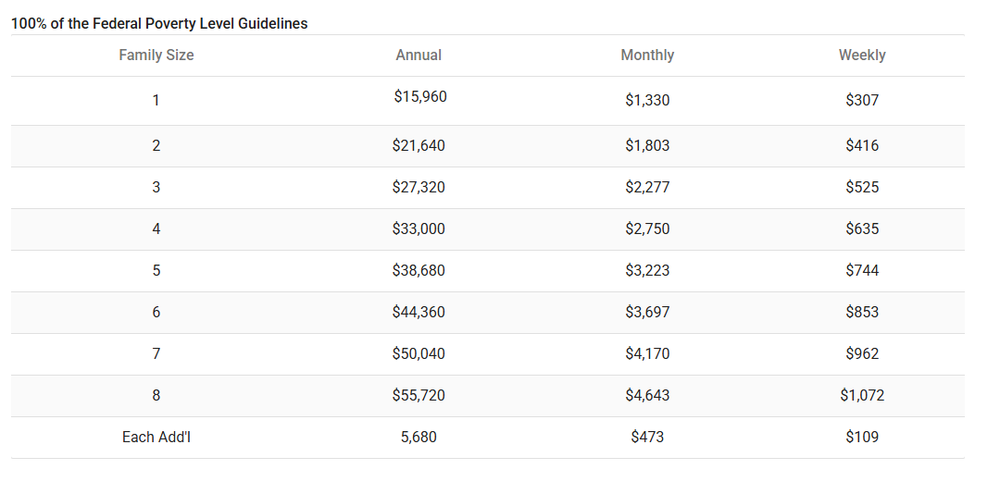 100% of the Federal Poverty Level Guidelines
Family Size Annual Monthly Weekly
1 $15,960 $1,330 $307
2 $21,640 $1,803 $416
3 $27,320 $2,277 $525
4 $33,000 $2,750 $635
5 $38,680 $3,223 $744
6 $44,360 $3,697 $853
7 $50,040 $4,170 $962
8 $55,720 $4,643 $1,072
Each Add'l 5,680 $473 $109